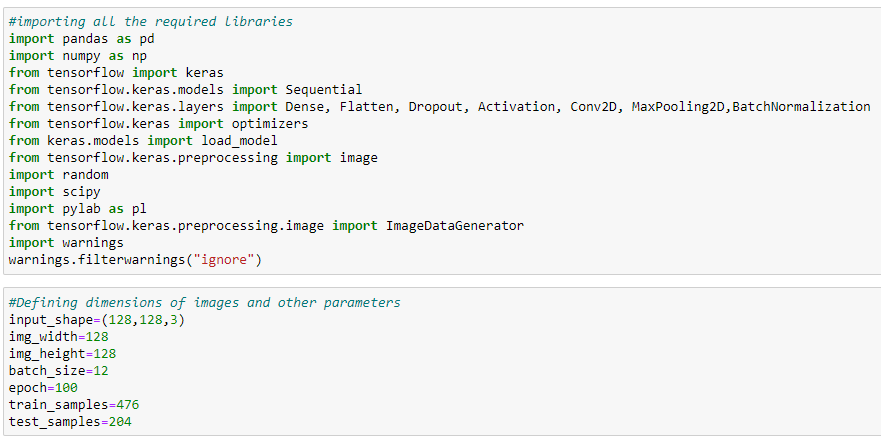 #importing all the required libraries
import pandas as pd
import numpy as np
from tensorflow import keras
from tensorflow.keras.models import Sequential
from tensorflow.keras.layers import Dense, Flatten, Dropout, Activation, Conv2D, MaxPooling2D,BatchNormalization
from tensorflow.keras import optimizers
from keras.models import load_model
from tensorflow.keras.preprocessing import image
import random
import scipy
import pylab as pl
from tensorflow.keras.preprocessing.image import ImageDataGenerator
import warnings
warnings.filterwarnings("ignore")
#Defining dimensions of images and other parameters
input_shape=(128,128,3)
img_width=128
img_height=128
batch_size=12
epoch=100
train_samples=476
test_samples=204